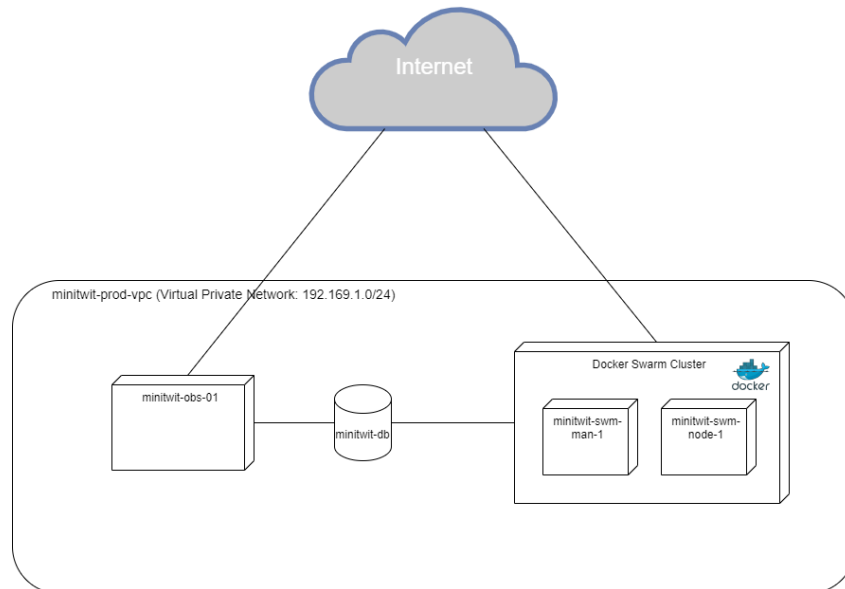 Internet
minitwit-prod-vpc (Virtual Private Network: 192.169.1.0/24)
Docker Swarm Cluster
docker
minitwit-obs-01
minitwit-db
minitwit-swm-
man-1
minitwit-swm-
node-1